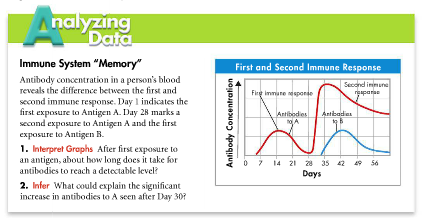 Analyzing
Data
Immune System “Memory”
Antibody concentration in a person’s blood
reveals the difference between the first and
second immune response. Day 1 indicates the
first exposure to Antigen A. Day 28 marks a
second exposure to Antigen A and the first
exposure to Antigen B.
1. Interpret Graphs After first exposure to
an antigen, about how long does it take for
antibodies to reach a detectable level?
2. Infer What could explain the significant
increase in antibodies to A seen after Day 30?
First and Second Immune Response
Antibody Concentration
First immune response
Second immune
response
Antibodies
to A
Antibodies
to B
0 7 14 21 28 35 42 49 56
Days